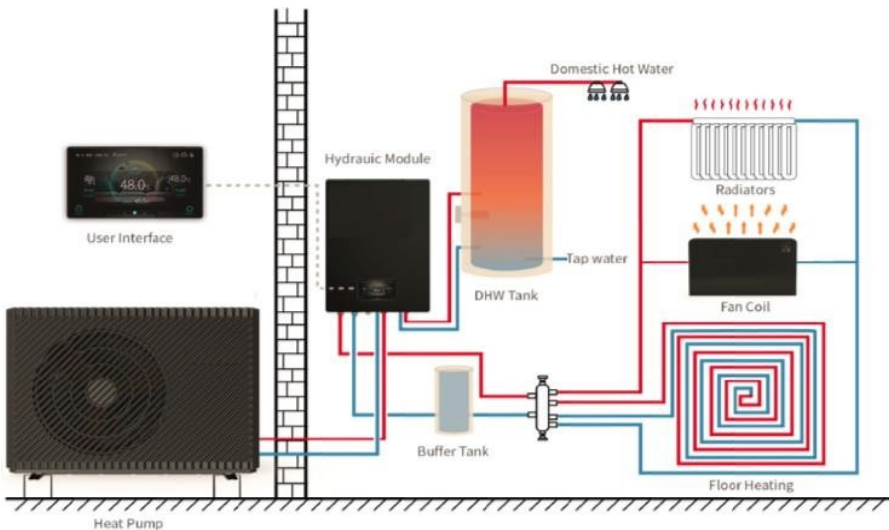 Domestic Hot Water
Hydrauic Module
48.0
48.0
User Interface
Radiators
Tap water
DHW Tank
Fan Coil
Buffer Tank
Floor Heating
Heat Pump